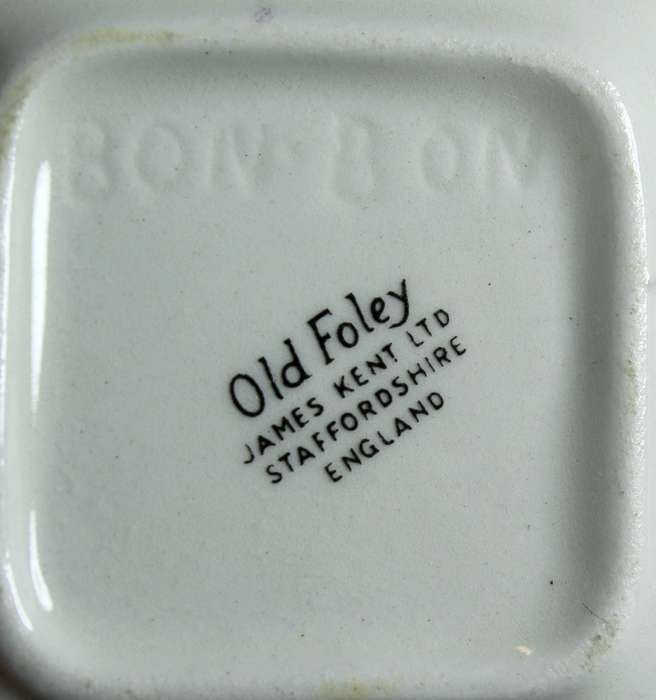 BON-BON
Old Foley
JAMES KENT LTD
STAFFORDSHIRE
ENGLAND